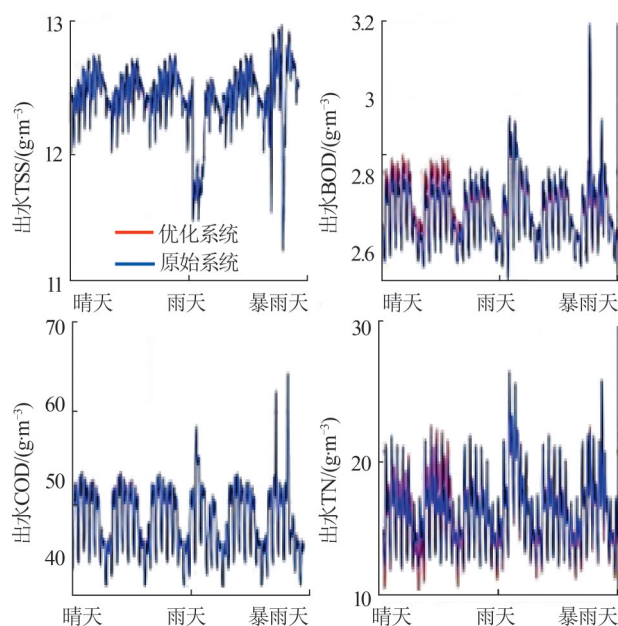 13
12
11
出水TSS/(g·m⁻³)
优化系统
原始系统
晴天
雨天
暴雨天
3.2
3
2.8
2.6
出水BOD/(g·m⁻³)
晴天
雨天
暴雨天
70
60
50
40
出水COD/(g·m⁻³)
晴天
雨天
暴雨天
30
20
10
出水TN/(g·m⁻³)
晴天
雨天
暴雨天